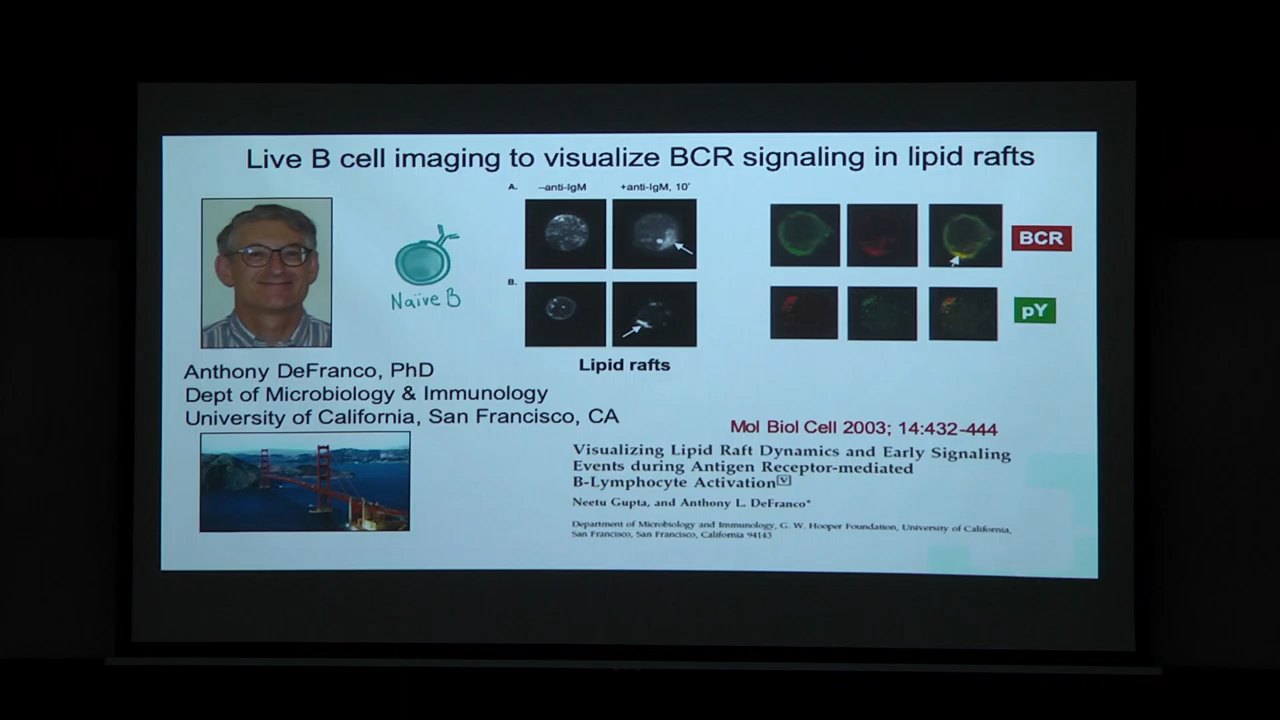 Live B cell imaging to visualize BCR signaling in lipid rafts
A. –anti-IgM +anti-IgM, 10'
BCR
B.
Naïve B
pY
Lipid rafts
Anthony DeFranco, PhD
Dept of Microbiology & Immunology
University of California, San Francisco, CA
Mol Biol Cell 2003; 14:432-444
Visualizing Lipid Raft Dynamics and Early Signaling
Events during Antigen Receptor-mediated
B-Lymphocyte Activation V
Neetu Gupta, and Anthony L. DeFranco*
Department of Microbiology and Immunology, G. W. Hooper Foundation, University of California,
San Francisco, San Francisco, California 94143